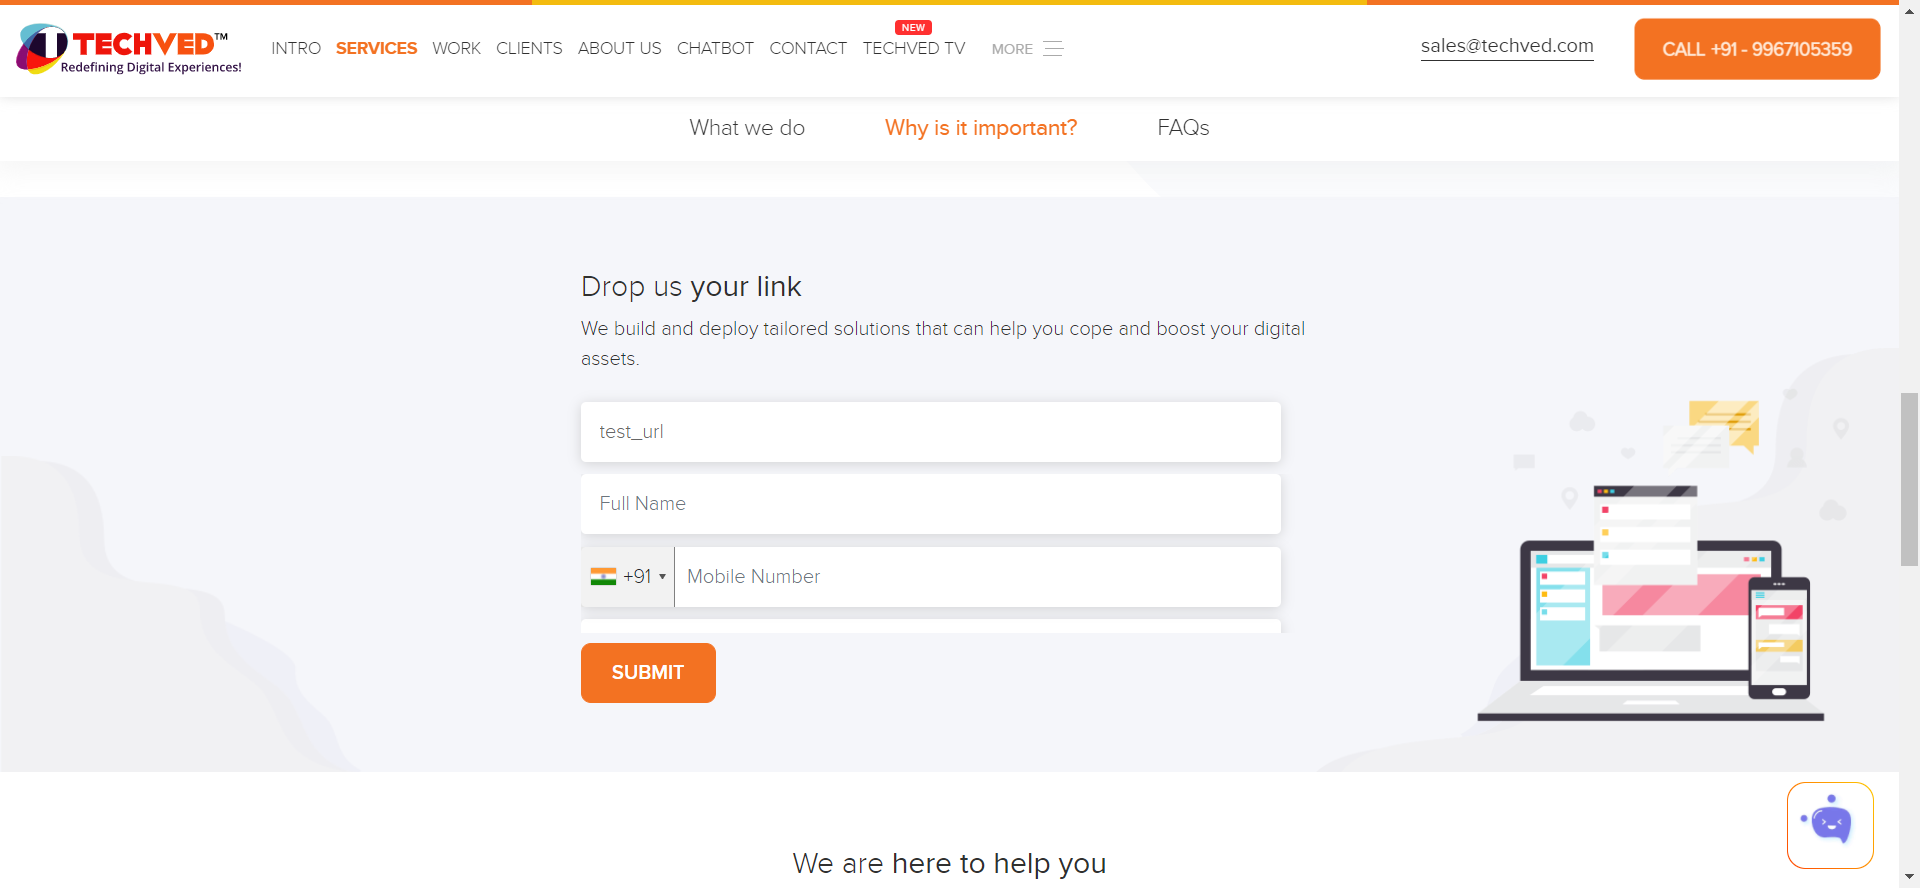 TECHVED™
Redefining Digital Experiences!
INTRO SERVICES WORK CLIENTS ABOUT US CHATBOT CONTACT TECHVED TV NEW MORE
sales@techved.com
CALL +91 - 9967105359
What we do Why is it important? FAQs
Drop us your link
We build and deploy tailored solutions that can help you cope and boost your digital
assets.
test_url
Full Name
+91 Mobile Number
SUBMIT
We are here to help you